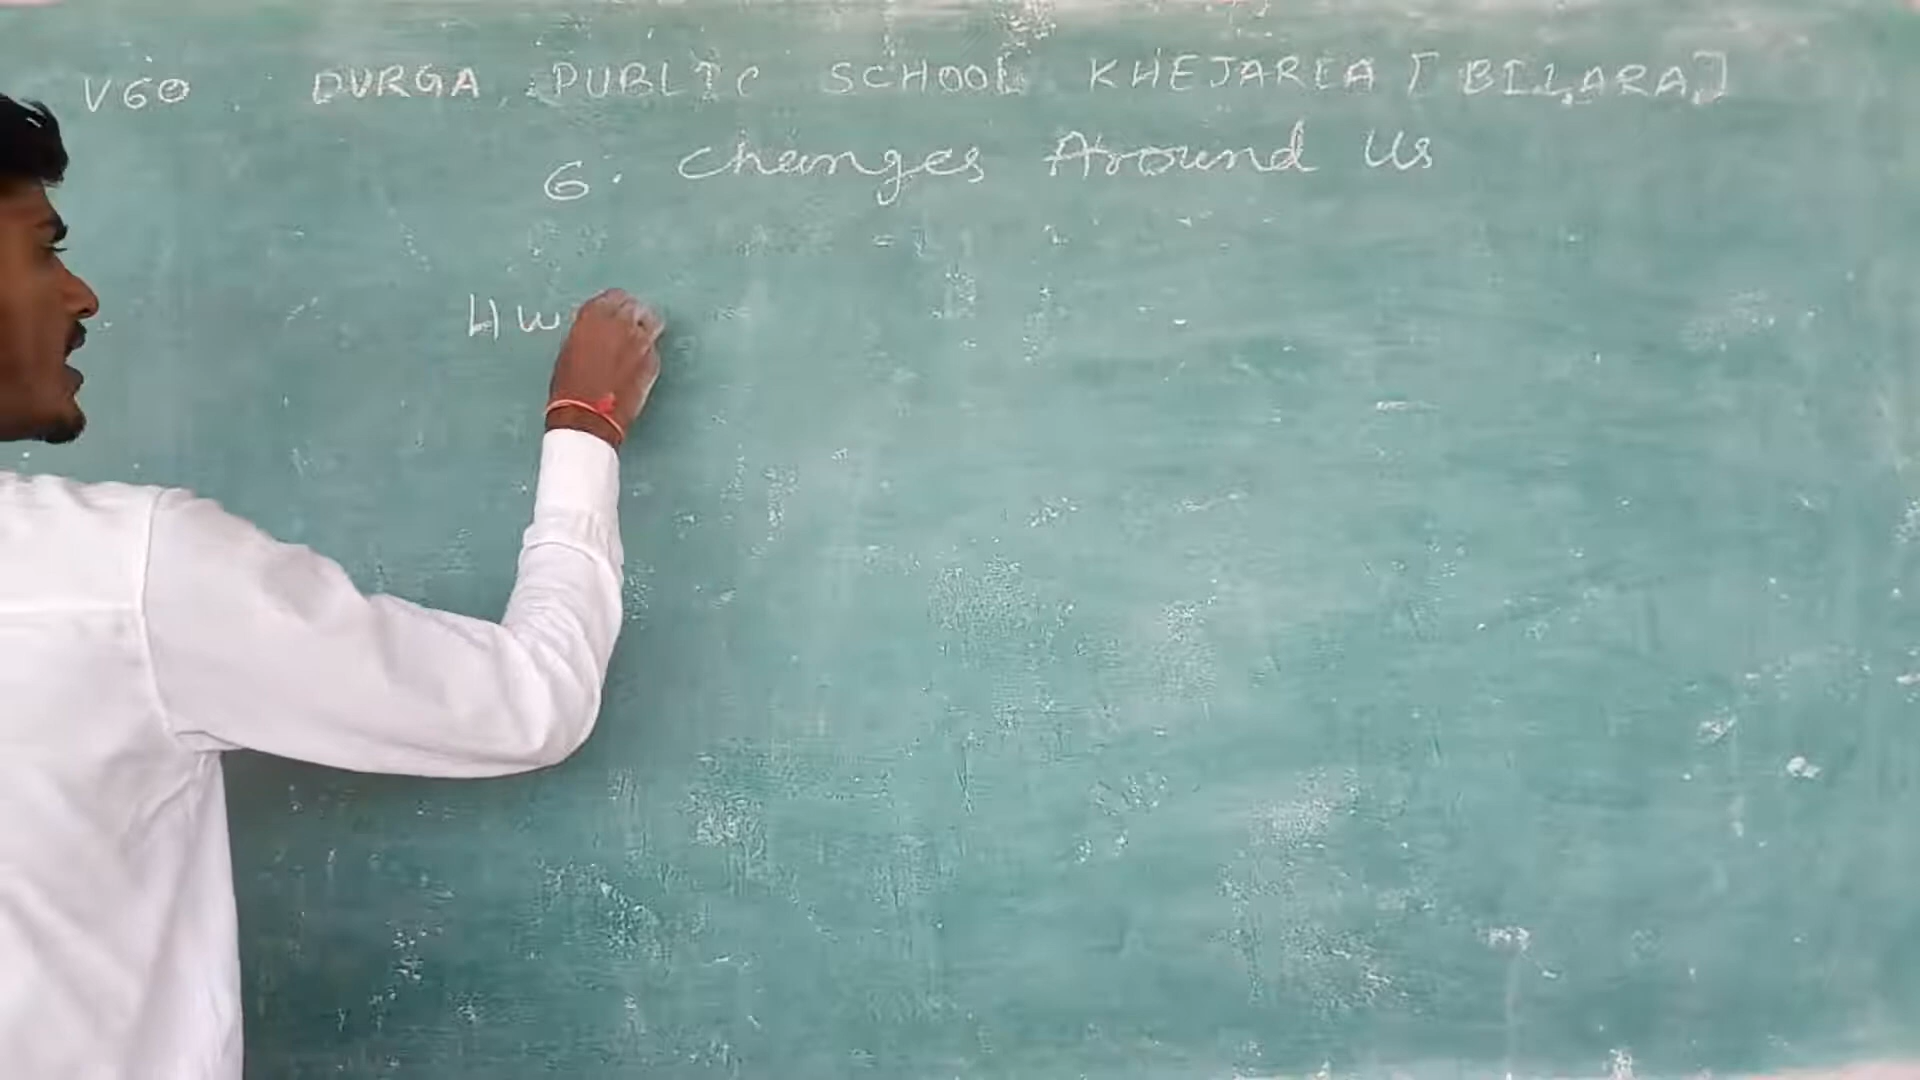 V60 DURGA PUBLIC SCHOOL KHEJARLA [BILARA]
6. Changes Around Us
Hw